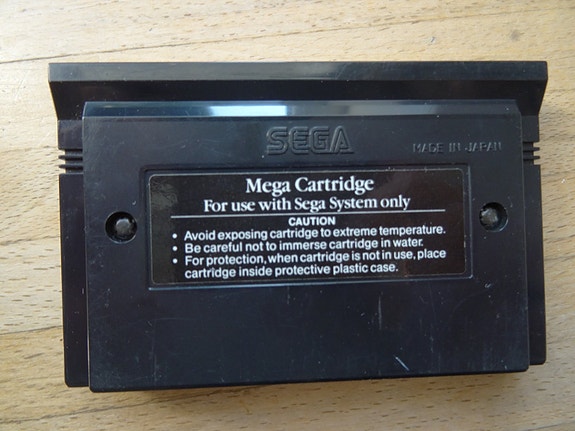 SEGA
MADE IN JAPAN
Mega Cartridge
For use with Sega System only
CAUTION
• Avoid exposing cartridge to extreme temperature.
• Be careful not to immerse cartridge in water.
• For protection, when cartridge is not in use, place
cartridge inside protective plastic case.